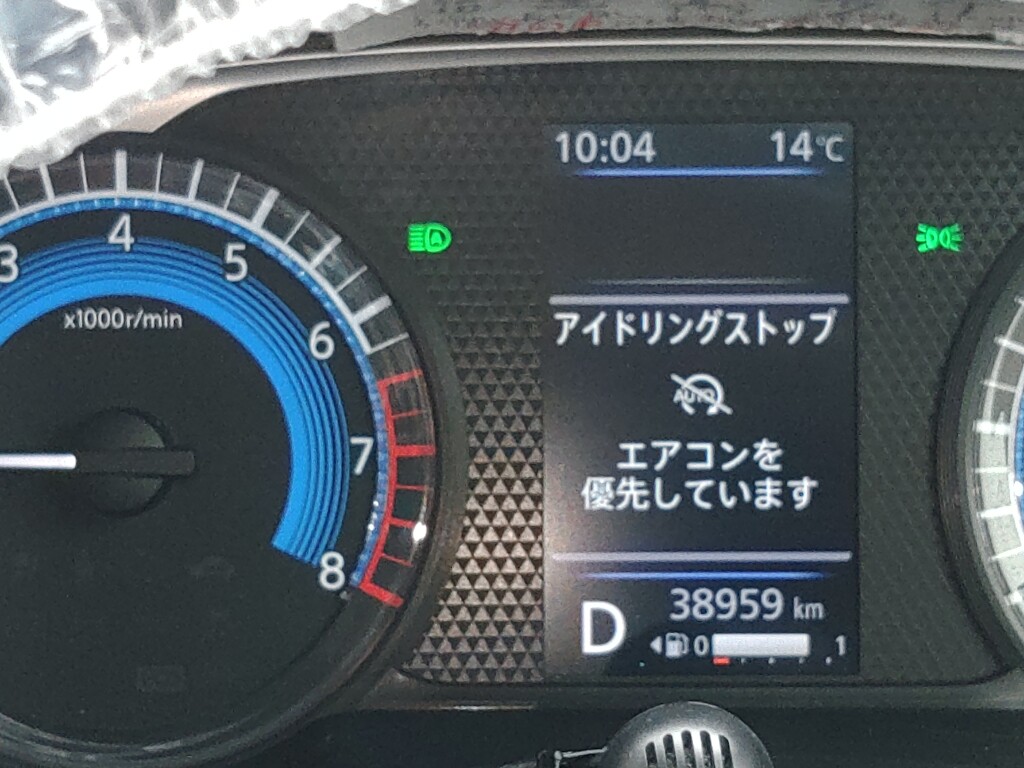 10:04 14℃
3 4 5 6 7 8
x1000r/min
アイドリングストップ
AUTO
エアコンを
優先しています
38959 km
D
0 1